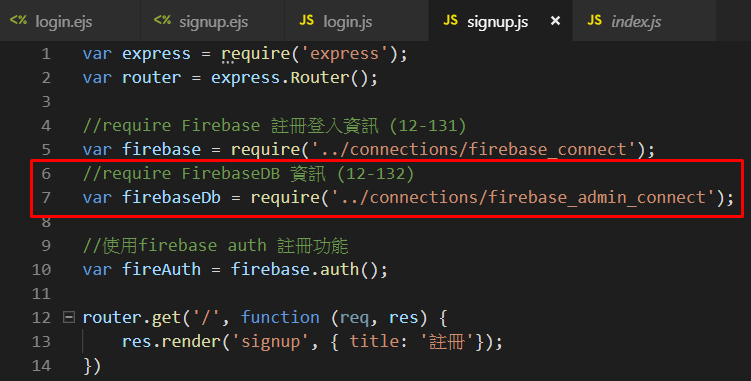 login.ejs signup.ejs login.js signup.js index.js
1 var express = require('express');
2 var router = express.Router();
3
4 //require Firebase 註冊登入資訊 (12-131)
5 var firebase = require('../connections/firebase_connect');
6 //require FirebaseDB 資訊 (12-132)
7 var firebaseDb = require('../connections/firebase_admin_connect');
8
9 //使用firebase auth 註冊功能
10 var fireAuth = firebase.auth();
11
12 router.get('/', function (req, res) {
13 res.render('signup', { title: '註冊'});
14 })